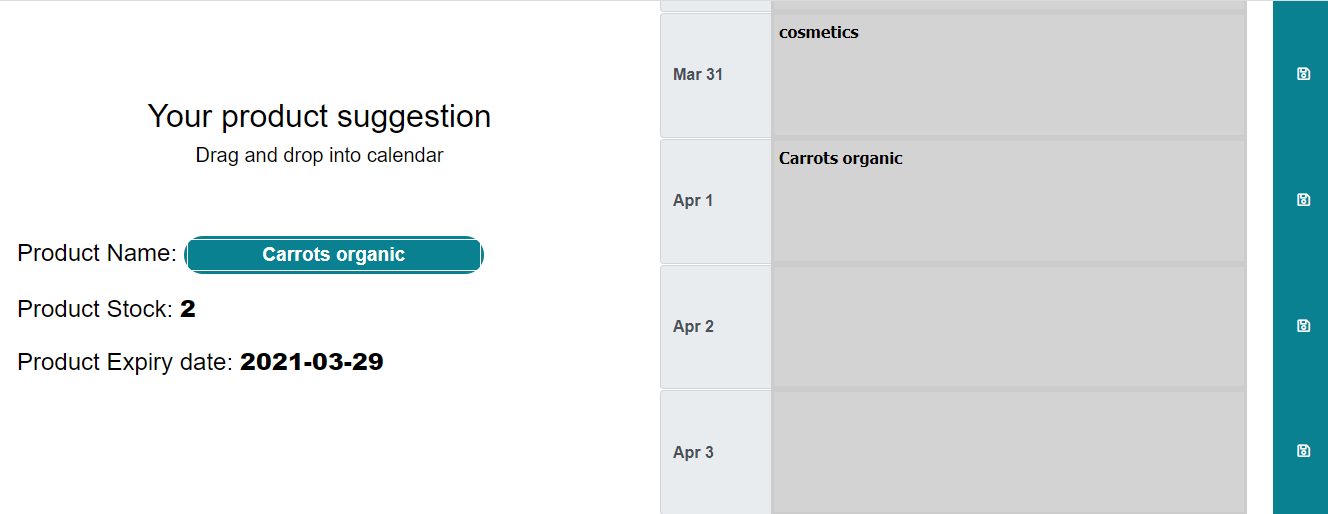 Your product suggestion
Drag and drop into calendar
Product Name: Carrots organic
Product Stock: 2
Product Expiry date: 2021-03-29
Mar 31
cosmetics
Apr 1
Carrots organic
Apr 2
Apr 3